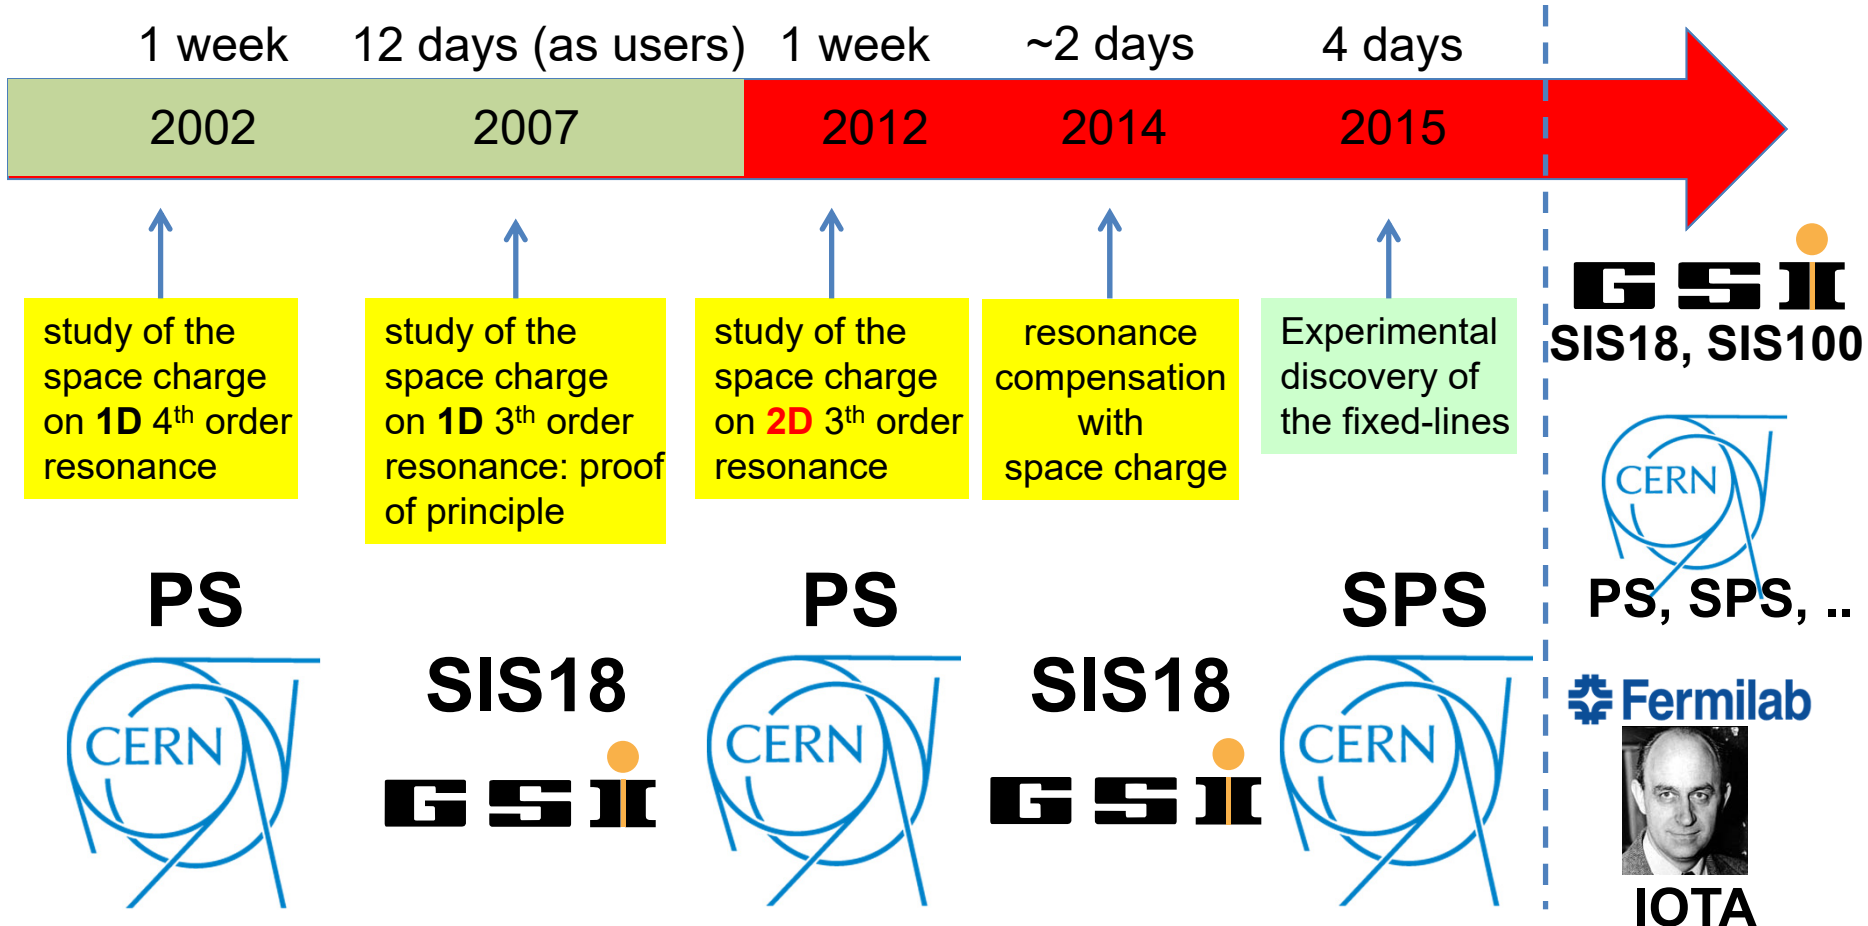 1 week
12 days (as users)
1 week
~2 days
4 days
2002
2007
2012
2014
2015
study of the
space charge
on 1D 4th order
resonance
study of the
space charge
on 1D 3th order
resonance: proof
of principle
study of the
space charge
on 2D 3th order
resonance
resonance
compensation
with
space charge
Experimental
discovery of
the fixed-lines
GSI
SIS18, SIS100
CERN
PS, SPS, ..
Fermilab
IOTA
PS
CERN
SIS18
GSI
PS
CERN
SIS18
GSI
SPS
CERN